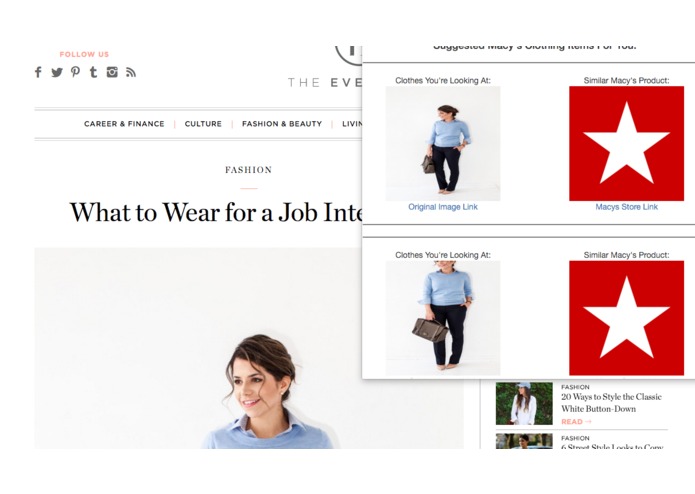 FOLLOW US
THE EVE
CAREER & FINANCE
CULTURE
FASHION & BEAUTY
LIVIN
FASHION
What to Wear for a Job Inte
Suggested Macy's Clothing Items For You:
Clothes You're Looking At:
Similar Macy's Product:
Original Image Link
Macys Store Link
Clothes You're Looking At:
Similar Macy's Product:
FASHION
20 Ways to Style the Classic
White Button-Down
READ →
FASHION
6 Street Style Looks to Copy